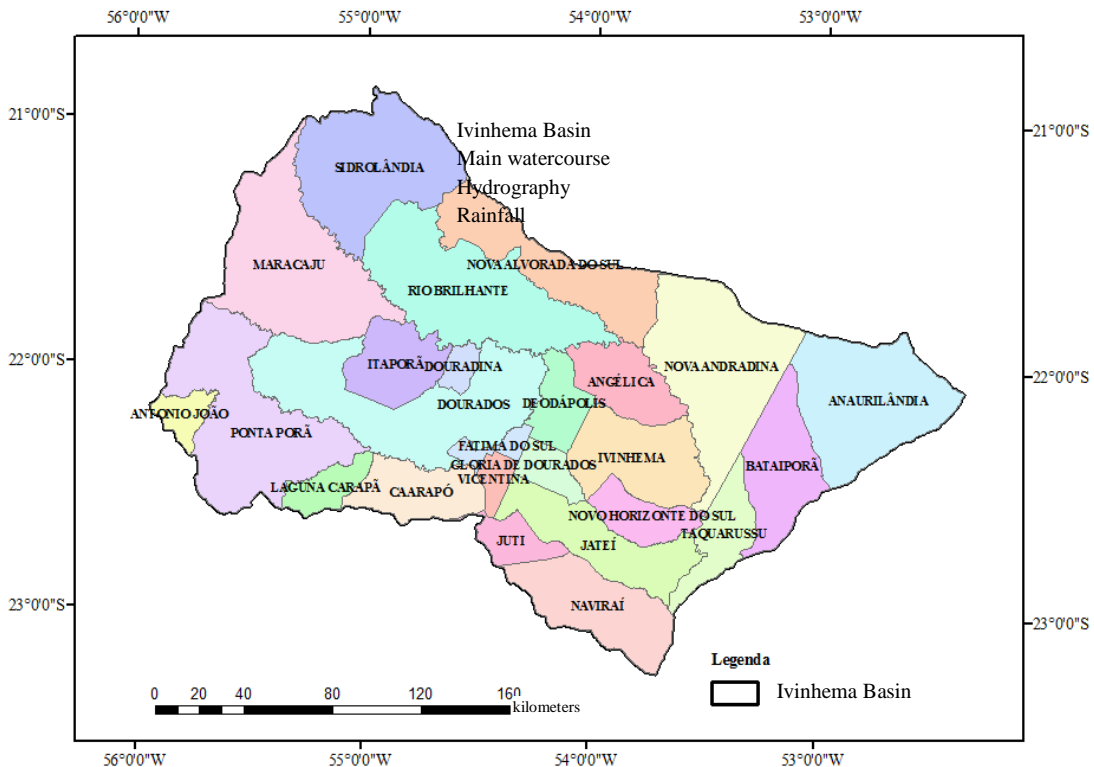 56°0'0"W 55°0'0"W 54°0'0"W 53°0'0"W
21°0'0"S
21°0'0"S
Ivinhema Basin
Main watercourse
Hydrography
Rainfall
SIDROLÂNDIA
MARACAJU
NOVA ALVORADA DO SUL
RIO BRILHANTE
22°0'0"S
22°0'0"S
ITAPORÃ
DOURADINA
NOVA ANDRADINA
ANGÉLICA
ANAURILÂNDIA
DOURADOS
DEODÁPOLIS
ANTONIO JOÃO
PONTA PORÃ
FATIMA DO SUL
IVINHEMA
GLORIA DE DOURADOS
BATAIPORÃ
VICENTINA
LAGUNA CARAPÃ
CAARAPÓ
NOVO HORIZONTE DO SUL
TAQUARUSSU
JUTI
JATEÍ
23°0'0"S
NAVIRAÍ
23°0'0"S
Legenda
Ivinhema Basin
0 20 40 80 120 160
kilometers
56°0'0"W 55°0'0"W 54°0'0"W 53°0'0"W